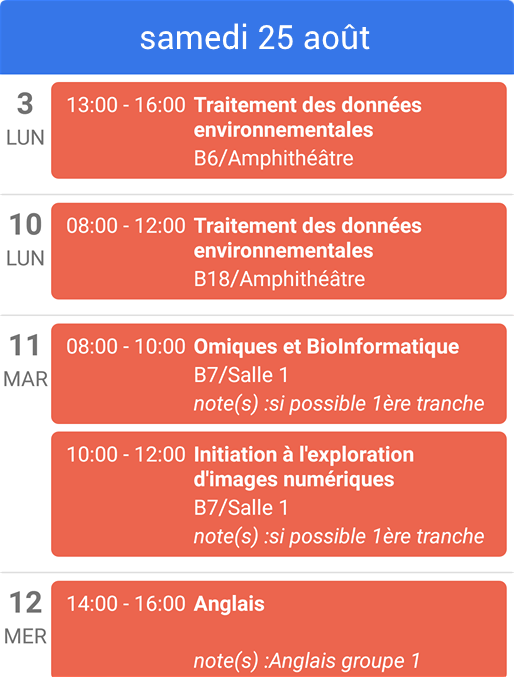 samedi 25 août
3
LUN
13:00 - 16:00 Traitement des données
environnementales
B6/Amphithéâtre
10
LUN
08:00 - 12:00 Traitement des données
environnementales
B18/Amphithéâtre
11
MAR
08:00 - 10:00 Omiques et BioInformatique
B7/Salle 1
note(s) :si possible 1ère tranche
10:00 - 12:00 Initiation à l'exploration
d'images numériques
B7/Salle 1
note(s) :si possible 1ère tranche
12
MER
14:00 - 16:00 Anglais
note(s) :Anglais groupe 1